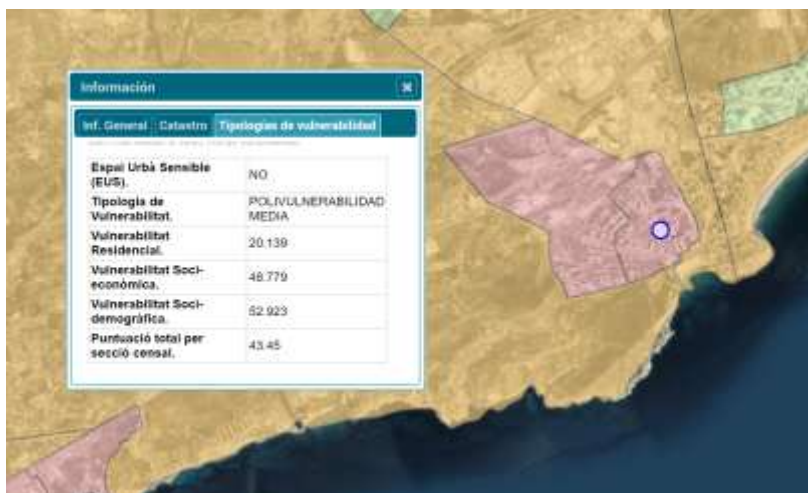 Información
Inf. General Catastro Tipologías de vulnerabilidad
Espai Urbà Sensible
(EUS). NO
Tipologia de
Vulnerabilitat. POLIVULNERABILIDAD
MEDIA
Vulnerabilitat
Residencial. 20.139
Vulnerabilitat Soci-
econòmica. 48.779
Vulnerabilitat Soci-
demogràfica. 52.923
Puntuació total per
secció censal. 43.45